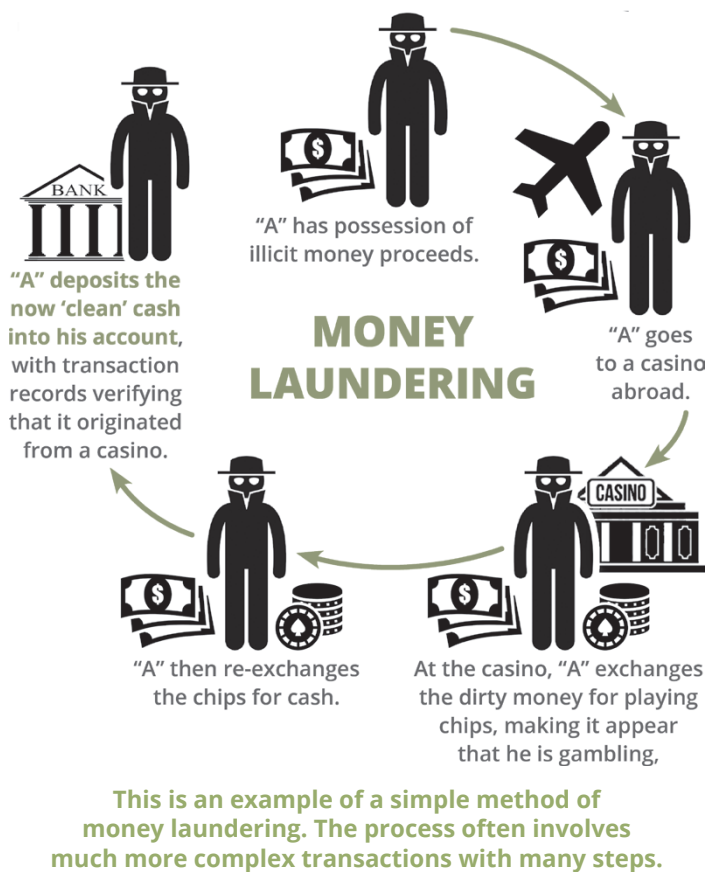 “A” has possession of
illicit money proceeds.
“A” goes
to a casino
abroad.
CASINO
At the casino, “A” exchanges
the dirty money for playing
chips, making it appear
that he is gambling,
“A” then re-exchanges
the chips for cash.
BANK
“A” deposits the
now ‘clean’ cash
into his account,
with transaction
records verifying
that it originated
from a casino.
MONEY
LAUNDERING
$
$
$
$
This is an example of a simple method of
money laundering. The process often involves
much more complex transactions with many steps.